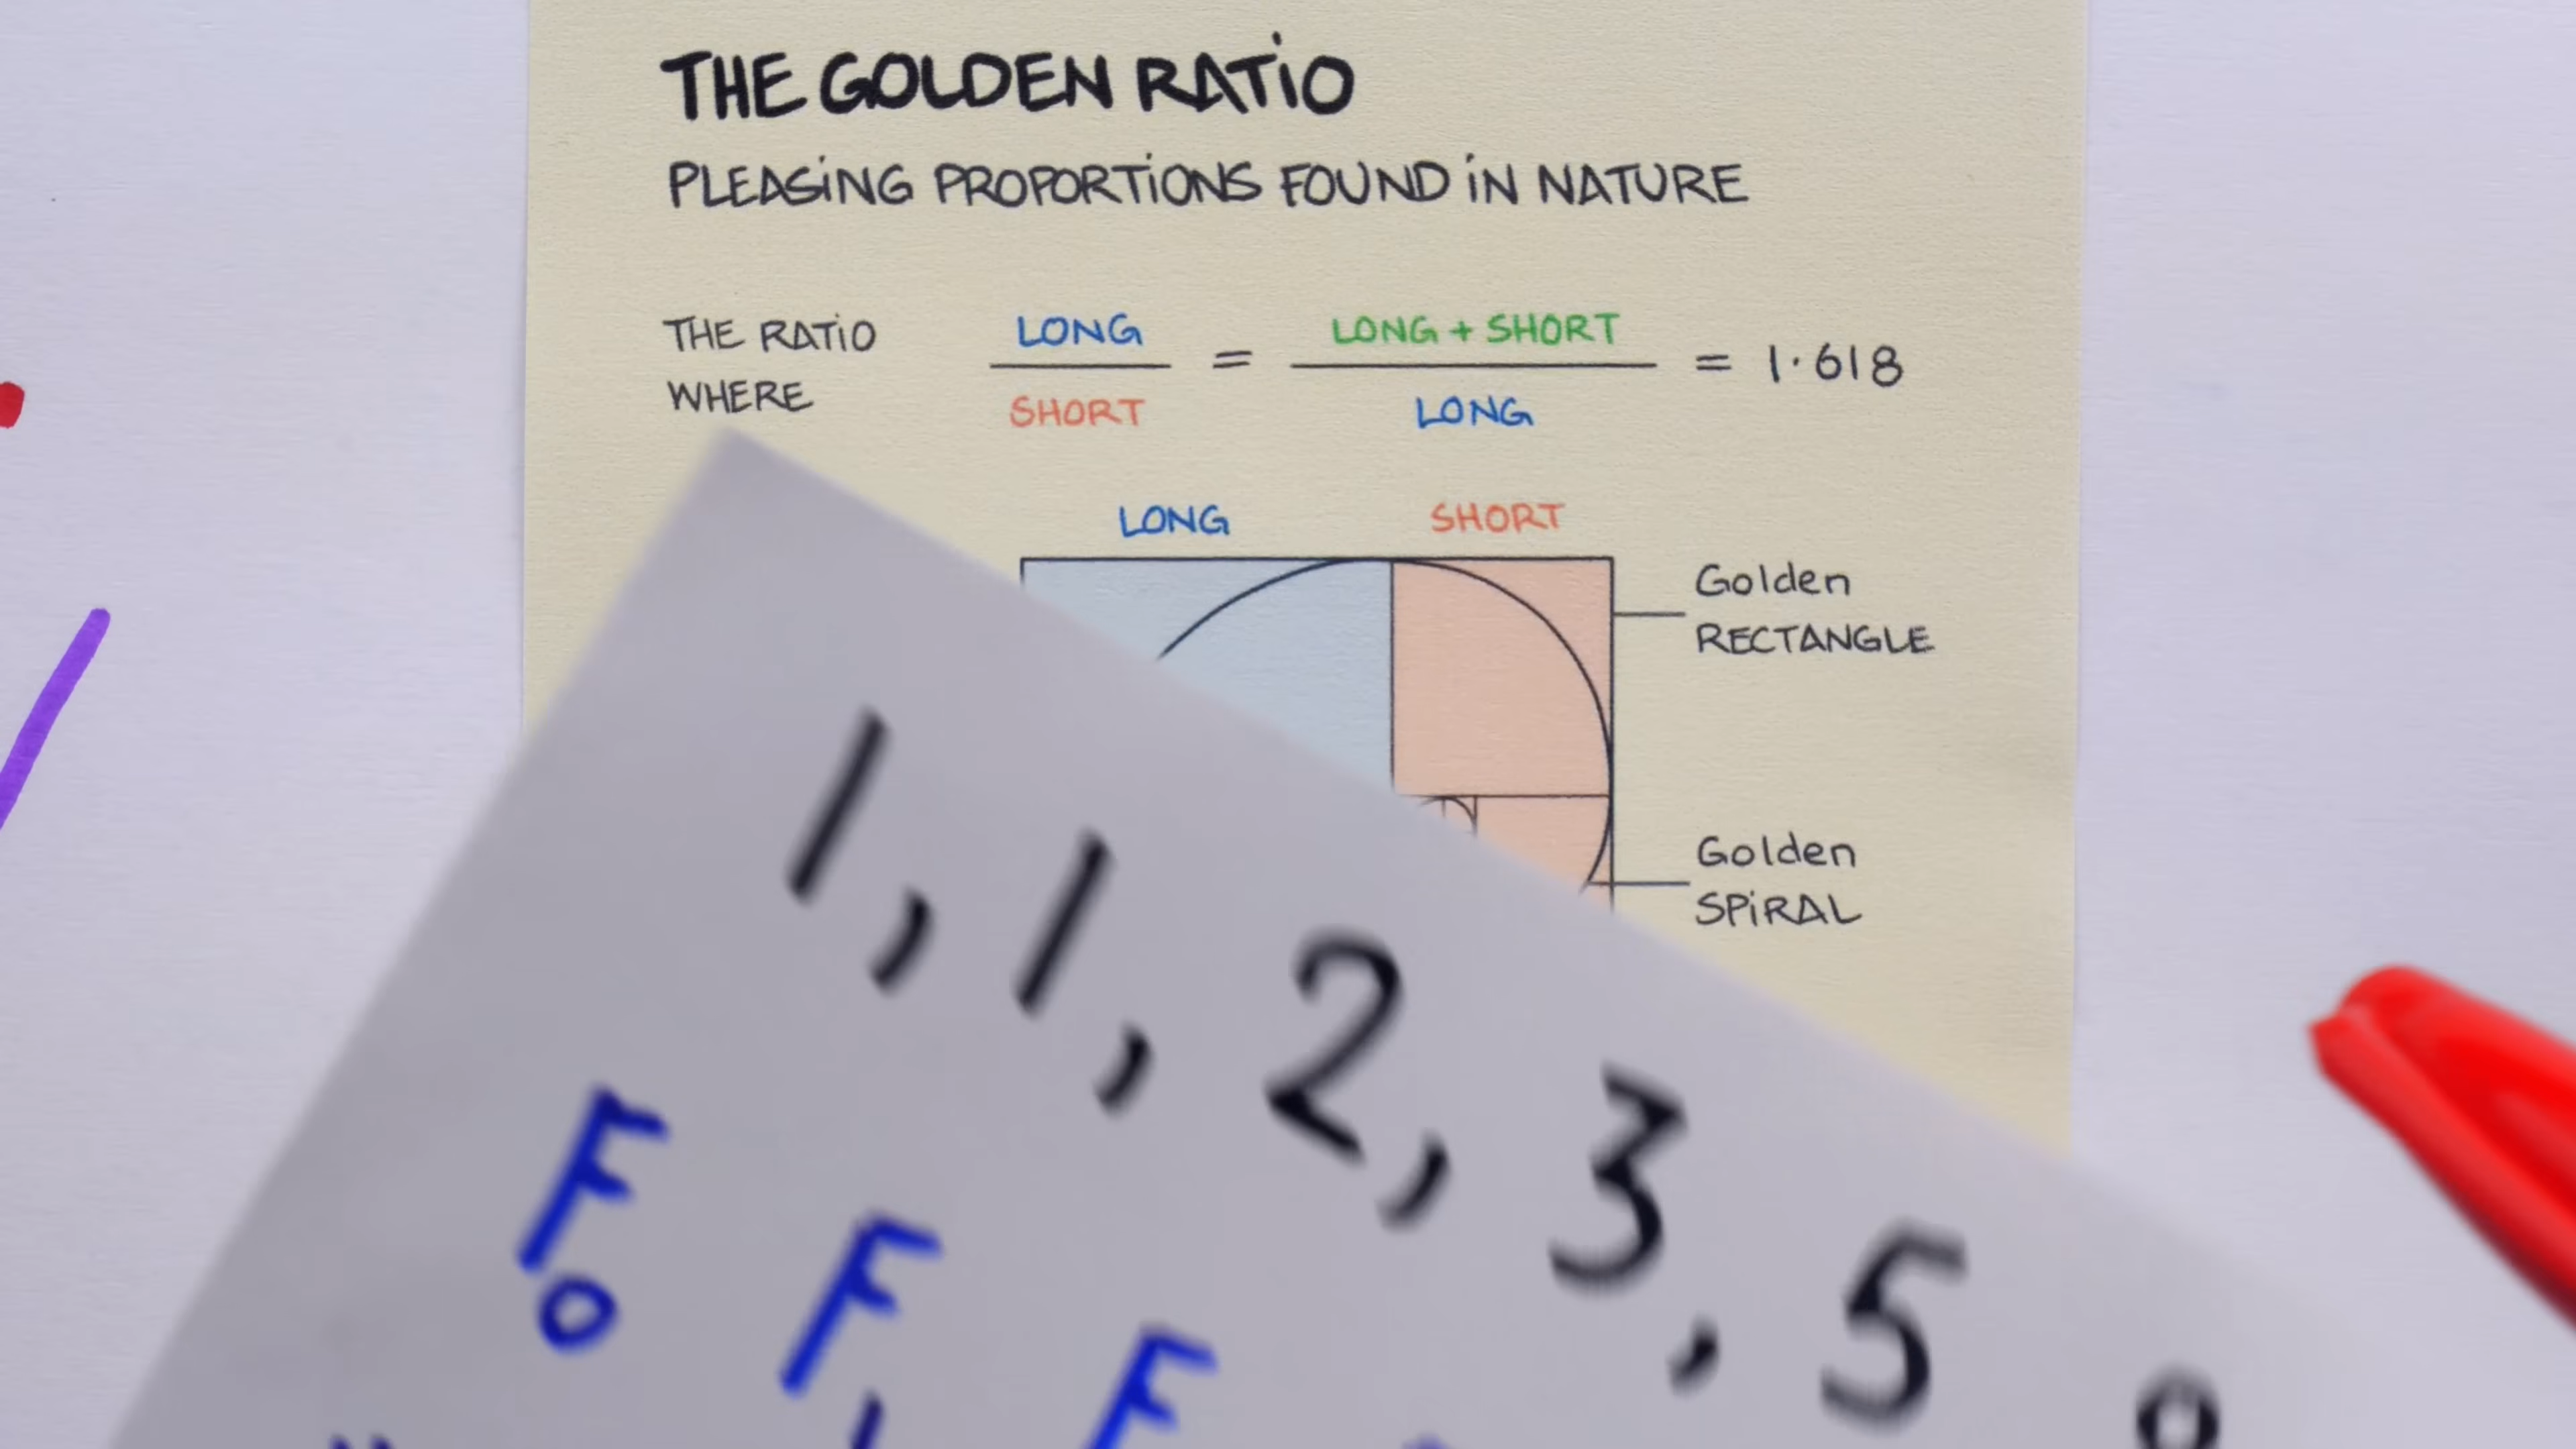 THE GOLDEN RATIO
PLEASING PROPORTIONS FOUND IN NATURE
THE RATIO
WHERE
LONG
SHORT
=
LONG + SHORT
LONG
= 1.618
LONG SHORT
Golden
RECTANGLE
Golden
SPIRAL
1, 1, 2, 3, 5
F0 F1 F